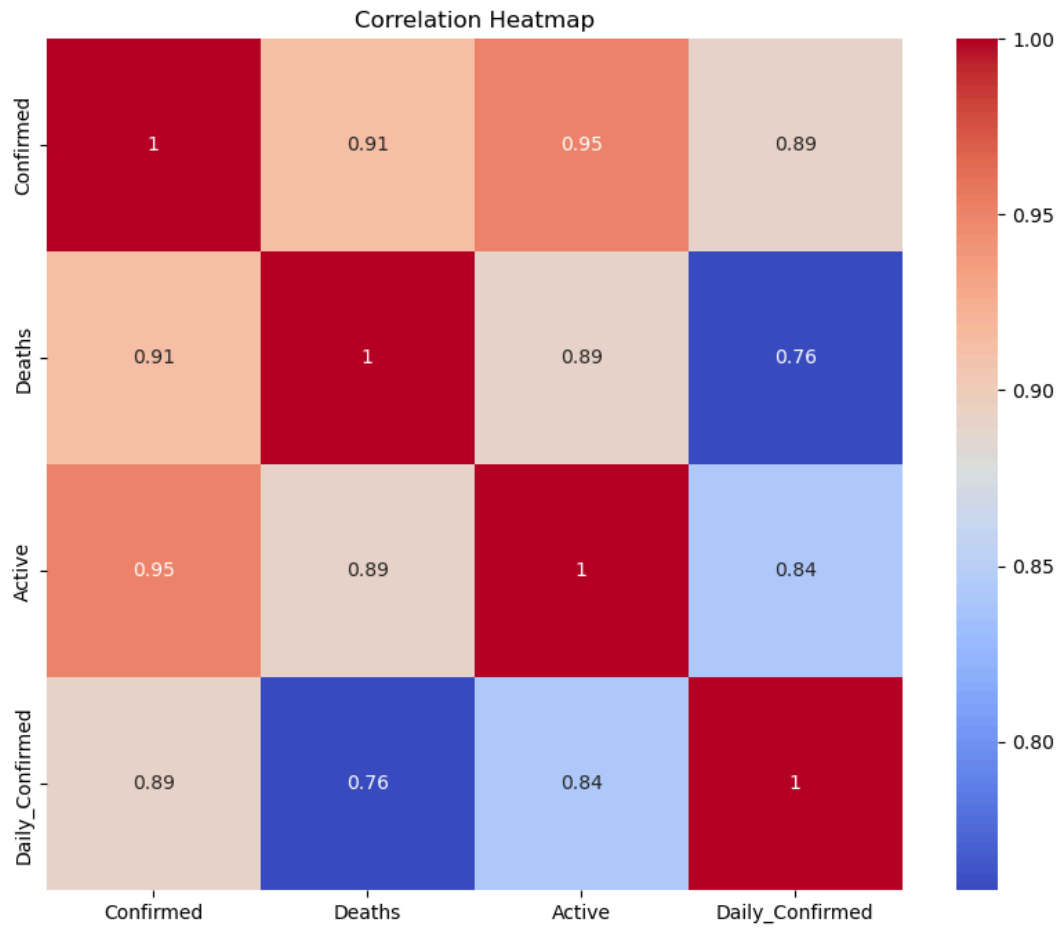 Correlation Heatmap
Confirmed 1 0.91 0.95 0.89
Deaths 0.91 1 0.89 0.76
Active 0.95 0.89 1 0.84
Daily_Confirmed 0.89 0.76 0.84 1
Confirmed Deaths Active Daily_Confirmed
1.00
0.95
0.90
0.85
0.80